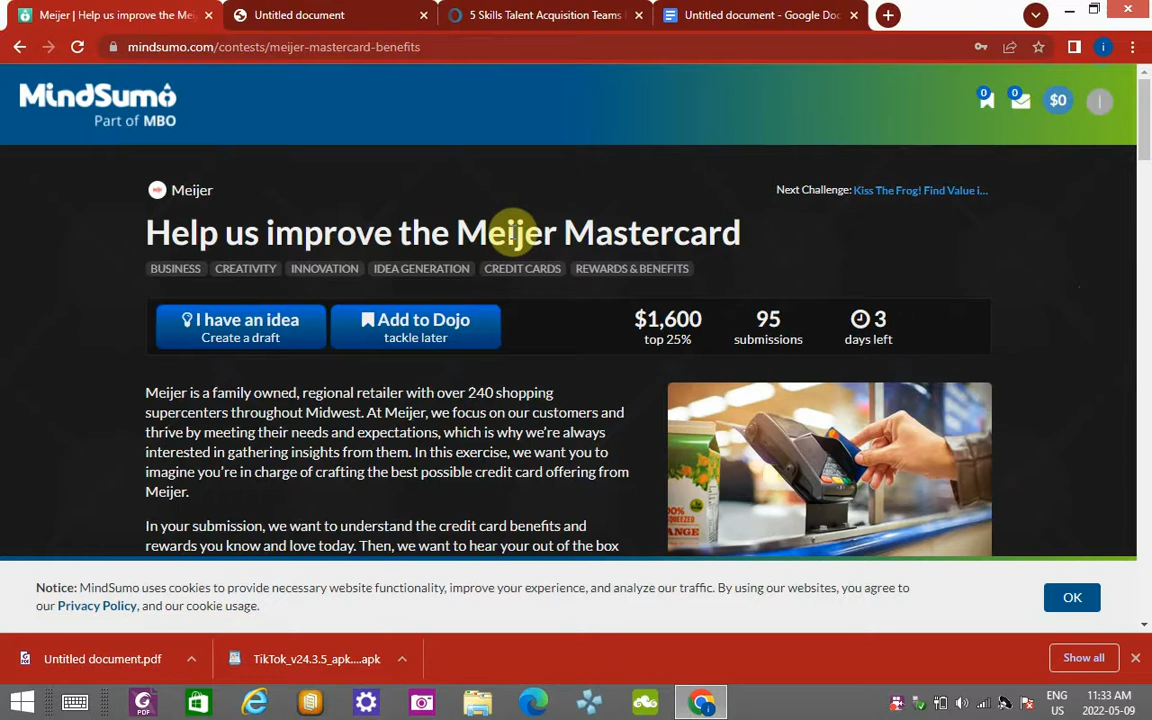 Meijer | Help us improve the Mei
Untitled document
5 Skills Talent Acquisition Teams
Untitled document - Google Doc
mindsumo.com/contests/meijer-mastercard-benefits
MindSumo
Part of MBO
0
0
$0
Meijer
Next Challenge: Kiss The Frog! Find Value i...
Help us improve the Meijer Mastercard
BUSINESS CREATIVITY INNOVATION IDEA GENERATION CREDIT CARDS REWARDS & BENEFITS
I have an idea
Create a draft
Add to Dojo
tackle later
$1,600
top 25%
95
submissions
3
days left
Meijer is a family owned, regional retailer with over 240 shopping
supercenters throughout Midwest. At Meijer, we focus on our customers and
thrive by meeting their needs and expectations, which is why we're always
interested in gathering insights from them. In this exercise, we want you to
imagine you're in charge of crafting the best possible credit card offering from
Meijer.
In your submission, we want to understand the credit card benefits and
rewards you know and love today. Then, we want to hear your out of the box
100%
SQUEEZED
Notice: MindSumo uses cookies to provide necessary website functionality, improve your experience, and analyze our traffic. By using our websites, you agree to
our Privacy Policy, and our cookie usage.
OK
Untitled document.pdf
TikTok_v24.3.5_apk....apk
Show all
PDF
ENG
US
11:33 AM
2022-05-09